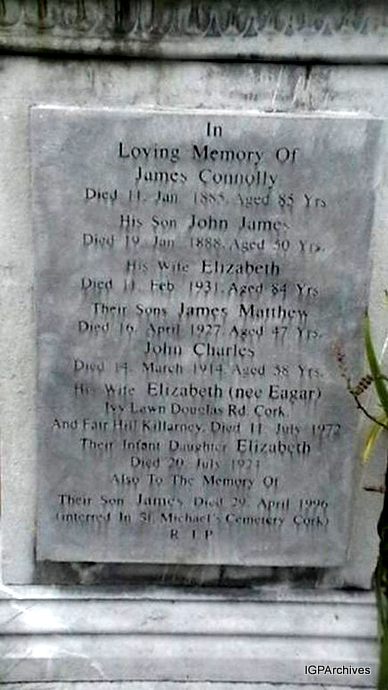 In
Loving Memory Of
James Connolly
Died 11. Jan 1885. Aged 85 Yrs
His Son John James
Died 19. Jan 1888. Aged 50 Yrs.
His Wife Elizabeth
Died 11. Feb 1931. Aged 84 Yrs
Their Sons James Matthew
Died 16. April 1927. Aged 47 Yrs.
John Charles
Died 14. March 1914. Aged 38 Yrs.
His Wife Elizabeth (nee Eagar)
Ivy Lawn Douglas Rd. Cork
And Fair Hill Killarney. Died 11. July 1972
Their Infant Daughter Elizabeth
Died 20. July
Also To The Memory Of
Their Son James Died 29. April 1996
(interred In St. Michael's Cemetery Cork)
R I P
IGPArchives